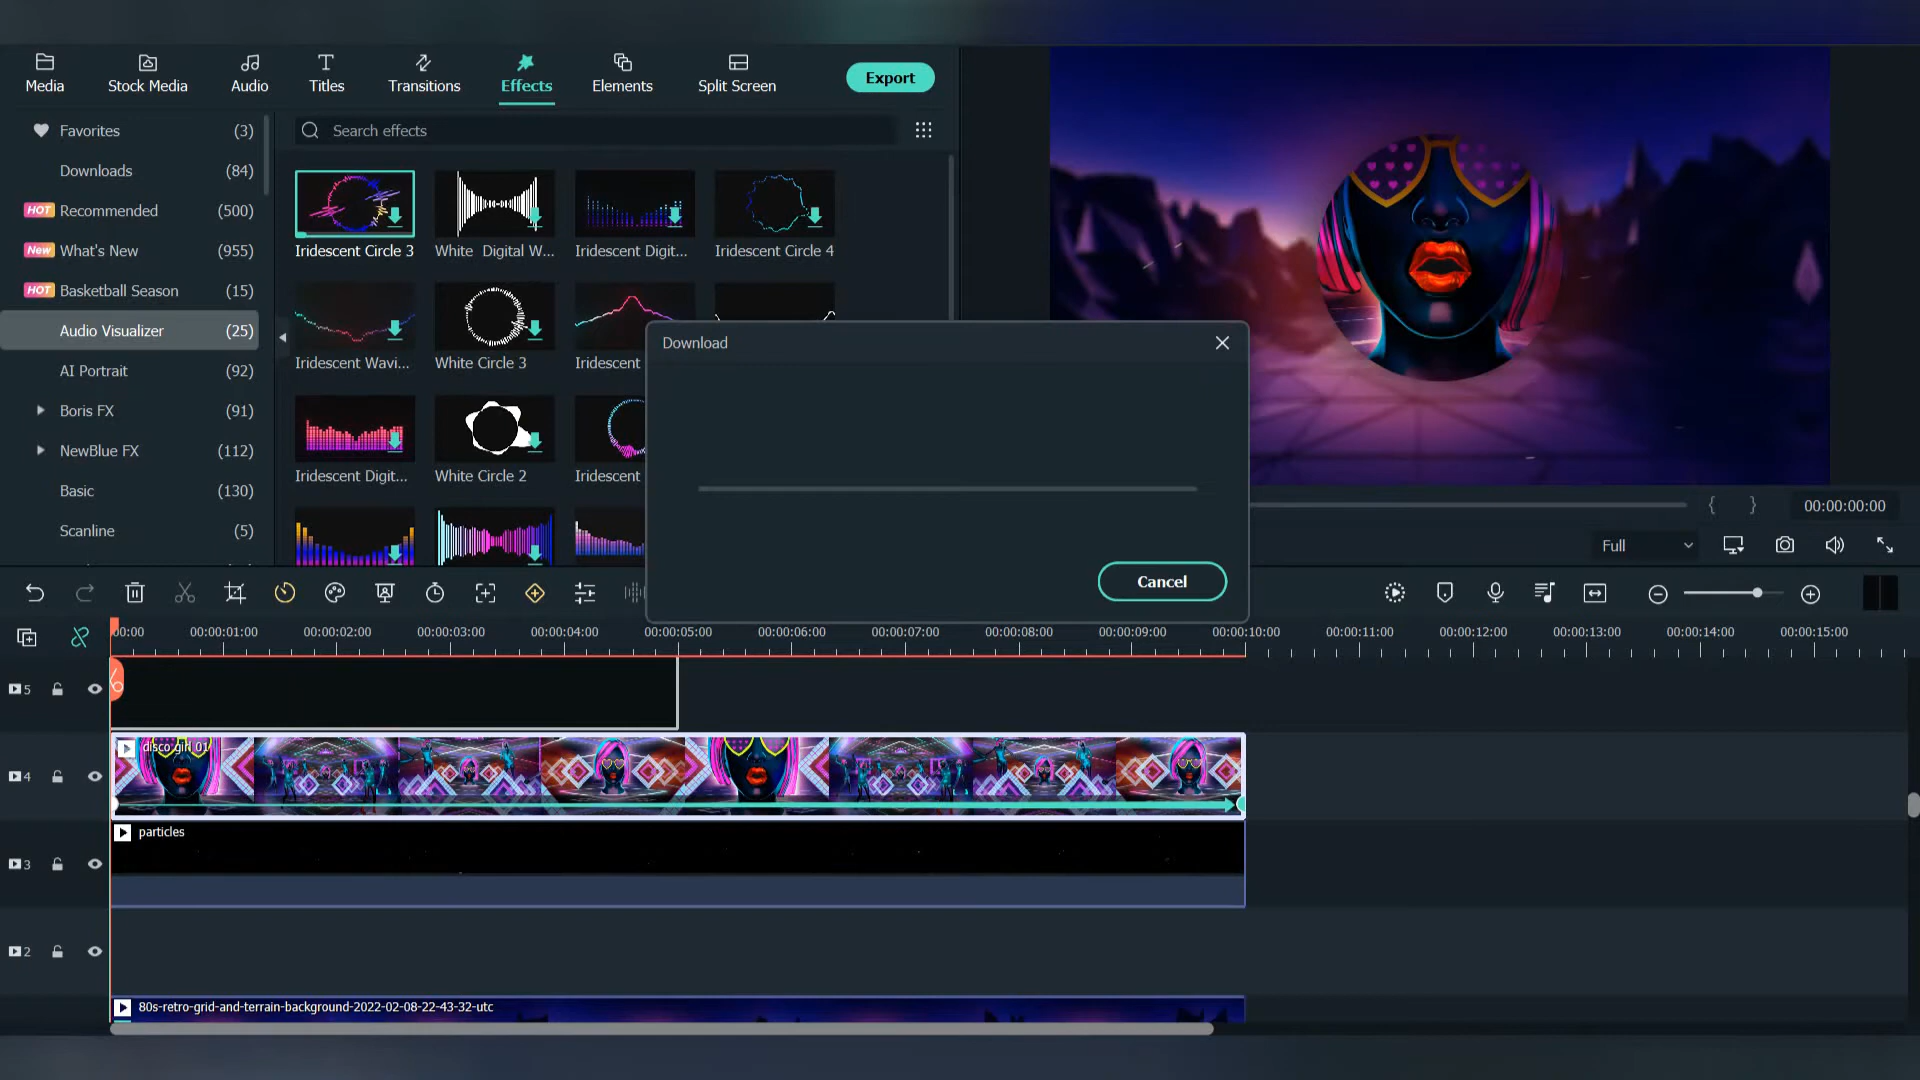 Media
Stock Media
Audio
Titles
Transitions
Effects
Elements
Split Screen
Export
Favorites (3)
Downloads (84)
HOT Recommended (500)
New What's New (955)
HOT Basketball Season (15)
Audio Visualizer (25)
AI Portrait (92)
Boris FX (91)
NewBlue FX (112)
Basic (130)
Scanline (5)
Search effects
Iridescent Circle 3
White Digital W...
Iridescent Digit...
Iridescent Circle 4
Iridescent Wavi...
White Circle 3
Iridescent
Iridescent Digit...
White Circle 2
Iridescent
Download
Cancel
{ }
00:00:00:00
Full
00:00
00:00:01:00
00:00:02:00
00:00:03:00
00:00:04:00
00:00:05:00
00:00:06:00
00:00:07:00
00:00:08:00
00:00:09:00
00:00:10:00
00:00:11:00
00:00:12:00
00:00:13:00
00:00:14:00
00:00:15:00
5
disco girl 01
4
particles
3
2
80s-retro-grid-and-terrain-background-2022-02-08-22-43-32-utc